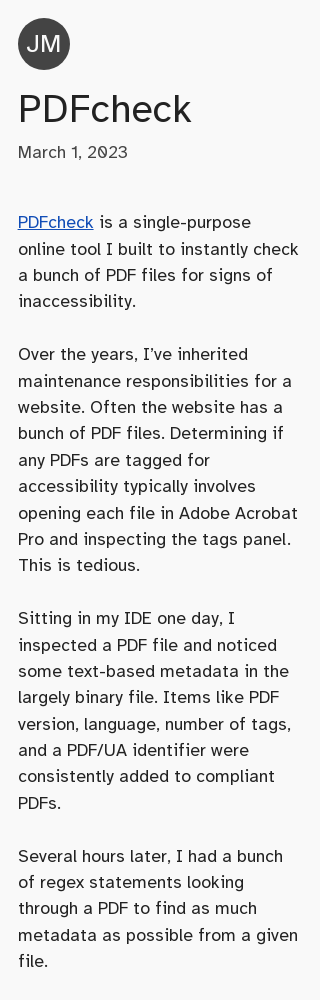 JM
PDFcheck
March 1, 2023
PDFcheck is a single-purpose
online tool I built to instantly check
a bunch of PDF files for signs of
inaccessibility.
Over the years, I’ve inherited
maintenance responsibilities for a
website. Often the website has a
bunch of PDF files. Determining if
any PDFs are tagged for
accessibility typically involves
opening each file in Adobe Acrobat
Pro and inspecting the tags panel.
This is tedious.
Sitting in my IDE one day, I
inspected a PDF file and noticed
some text-based metadata in the
largely binary file. Items like PDF
version, language, number of tags,
and a PDF/UA identifier were
consistently added to compliant
PDFs.
Several hours later, I had a bunch
of regex statements looking
through a PDF to find as much
metadata as possible from a given
file.